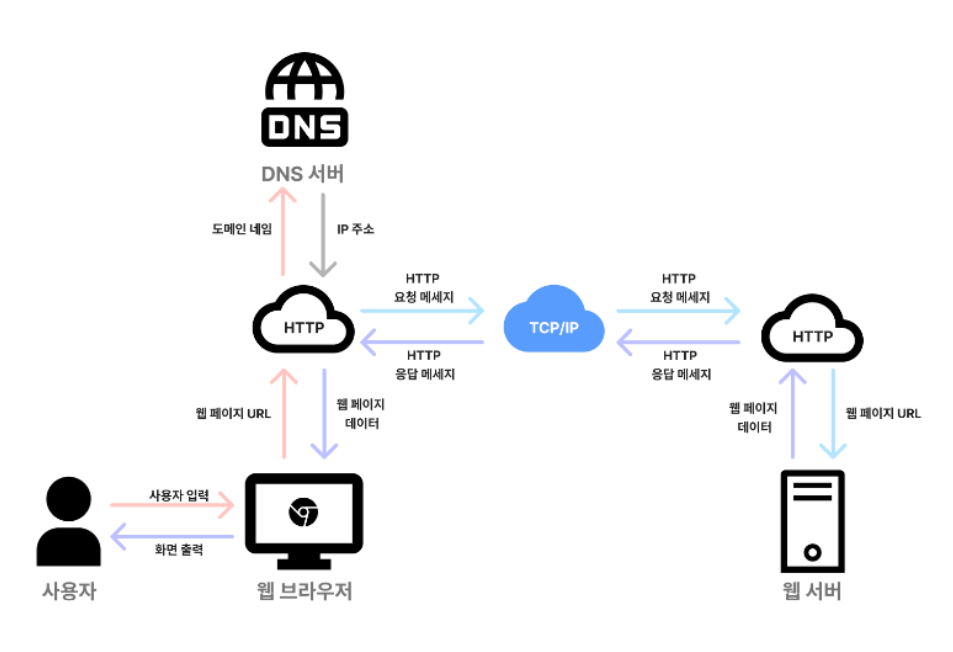 DNS
DNS 서버
도메인 네임
IP 주소
HTTP
요청 메세지
HTTP
요청 메세지
HTTP
TCP/IP
HTTP
HTTP
응답 메세지
HTTP
응답 메세지
웹 페이지 URL
웹 페이지
데이터
웹 페이지
데이터
웹 페이지 URL
사용자 입력
화면 출력
사용자
웹 브라우저
웹 서버